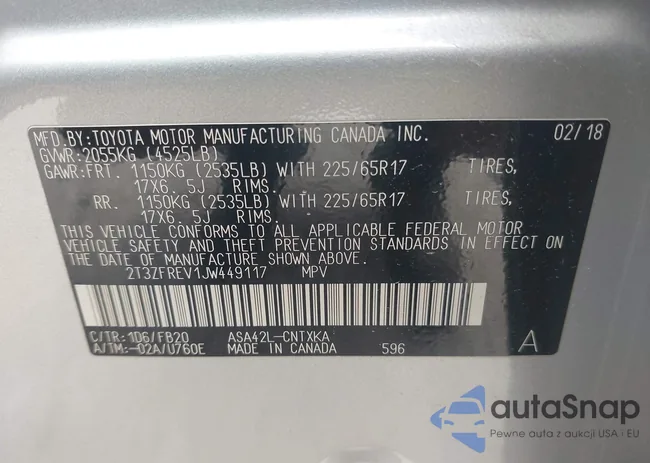 MFD.BY:TOYOTA MOTOR MANUFACTURING CANADA INC. 02/18
GVWR:2055KG (4525LB)
GAWR:FRT. 1150KG (2535LB) WITH 225/65R17 TIRES,
17X6. 5J RIMS.
RR. 1150KG (2535LB) WITH 225/65R17 TIRES,
17X6. 5J RIMS.
THIS VEHICLE CONFORMS TO ALL APPLICABLE FEDERAL MOTOR
VEHICLE SAFETY AND THEFT PREVENTION STANDARDS IN EFFECT ON
THE DATE OF MANUFACTURE SHOWN ABOVE.
2T3ZFREV1JW449117 MPV
C/TR:1D6/FB20 ASA42L-CNTXKA
A/TM:-02A/U760E MADE IN CANADA 596 A
autaSnap
Pewne auta z aukcji USA i EU